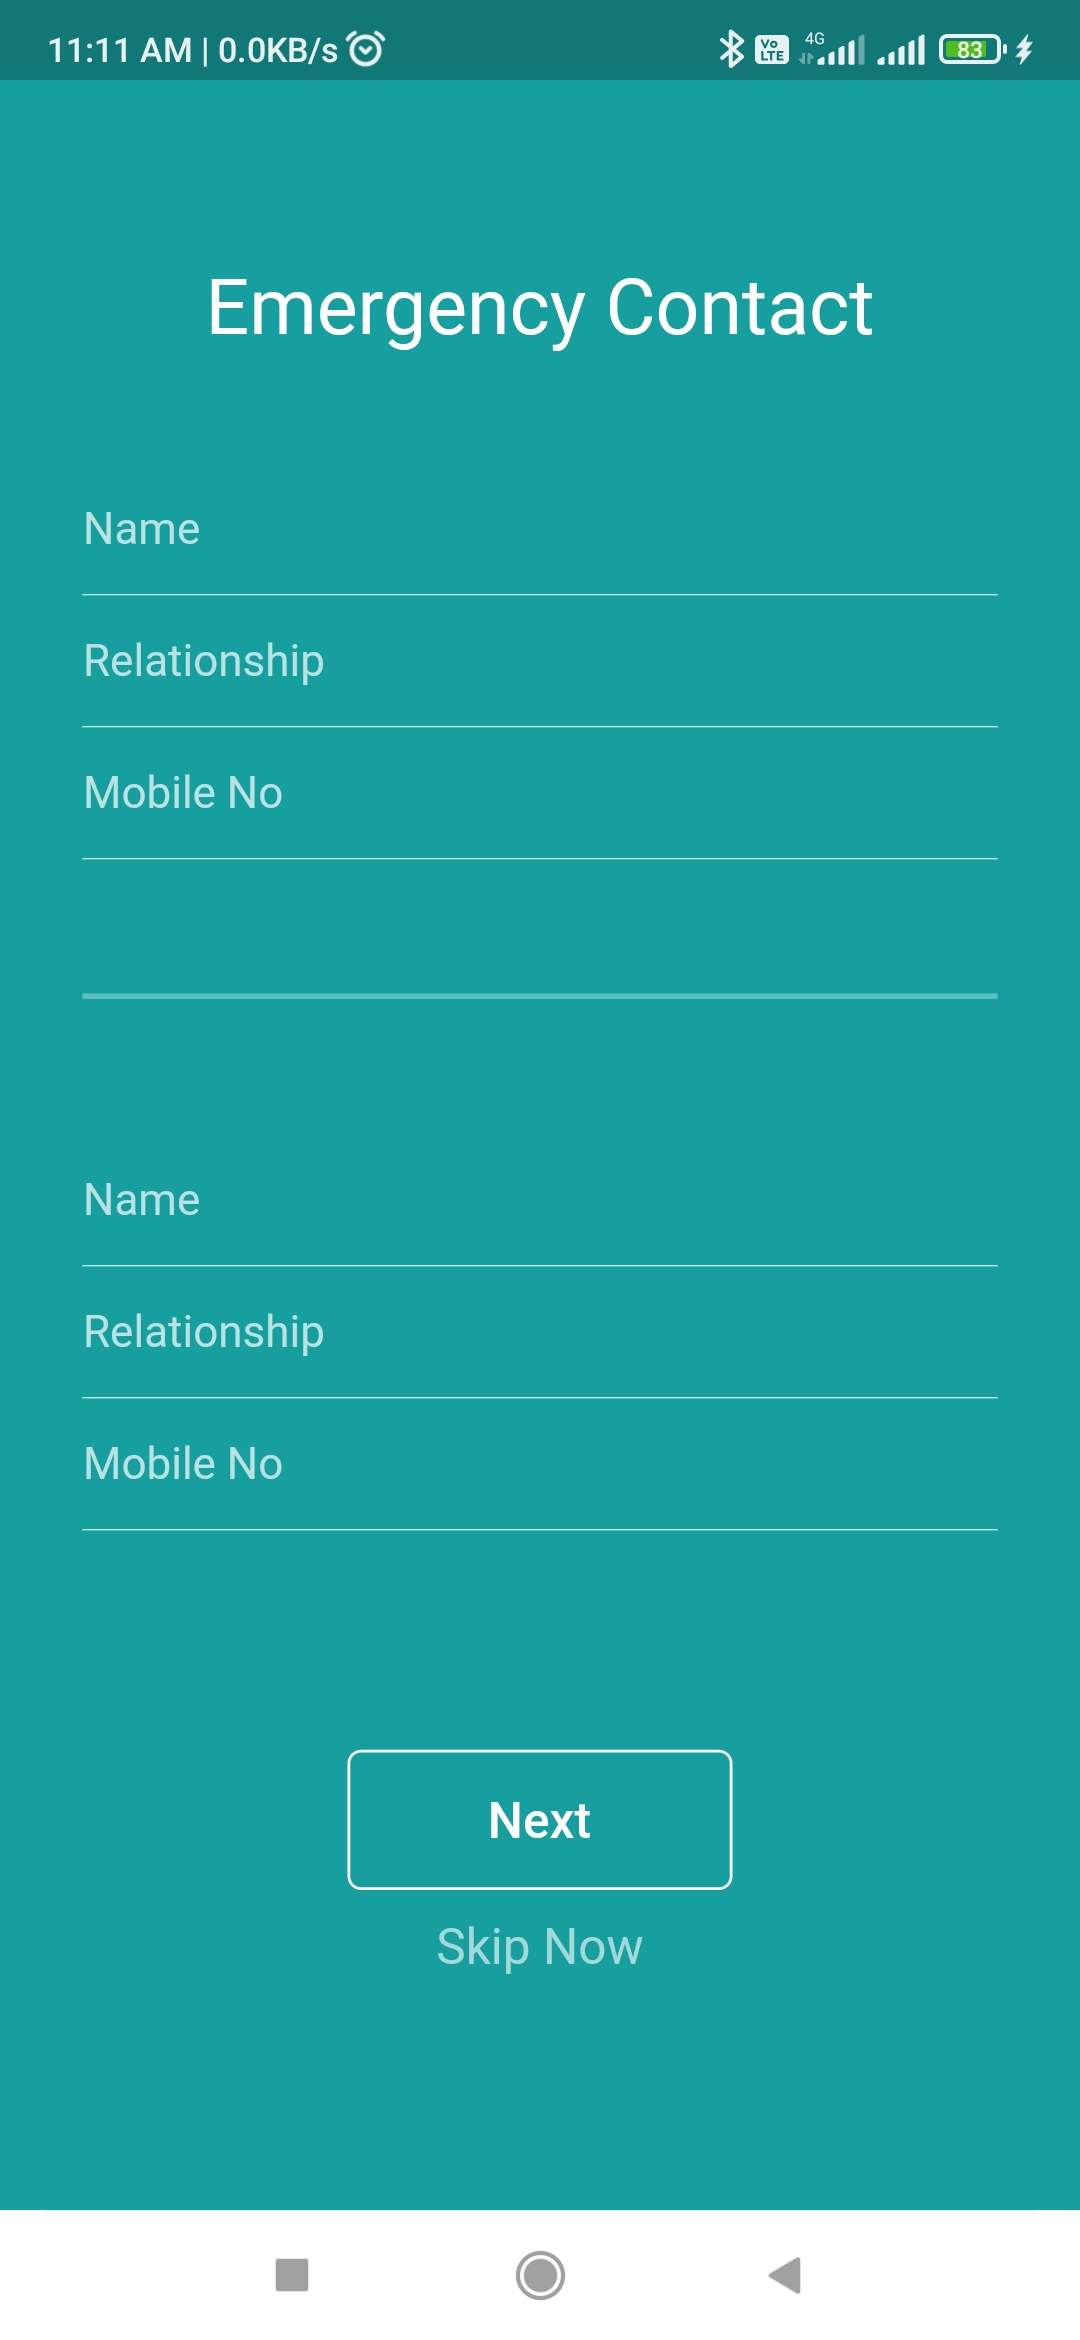 11:11 AM | 0.0KB/s
Vo LTE 4G 83
Emergency Contact
Name
Relationship
Mobile No
Name
Relationship
Mobile No
Next
Skip Now